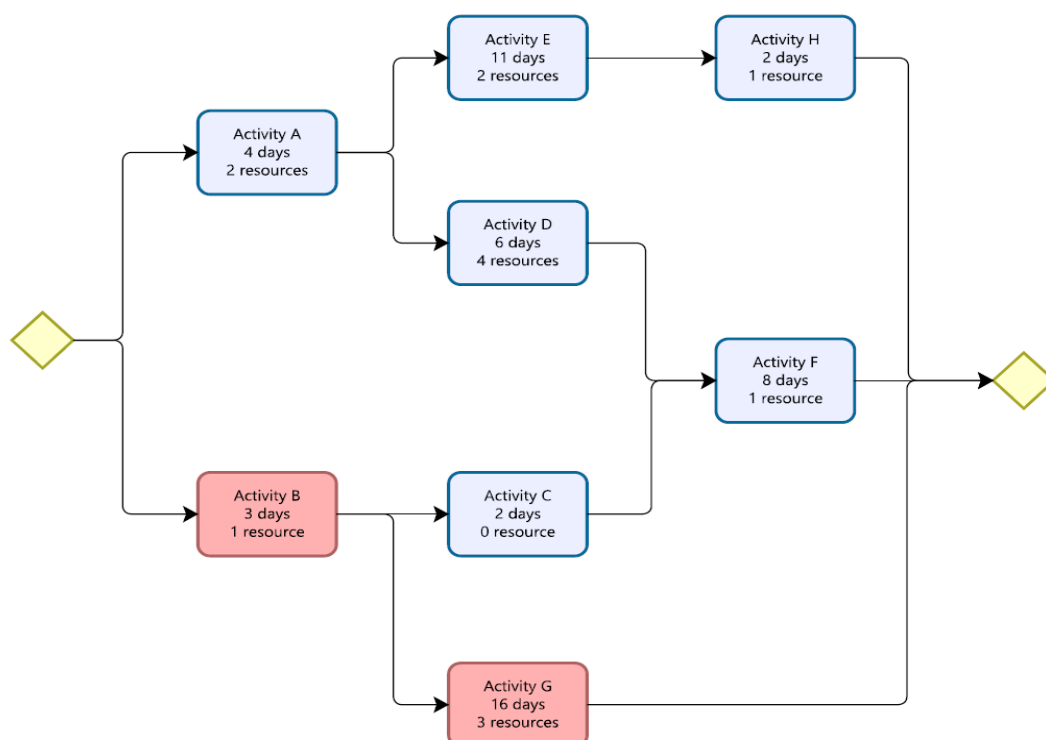 Activity E
11 days
2 resources
Activity H
2 days
1 resource
Activity A
4 days
2 resources
Activity D
6 days
4 resources
Activity F
8 days
1 resource
Activity B
3 days
1 resource
Activity C
2 days
0 resource
Activity G
16 days
3 resources